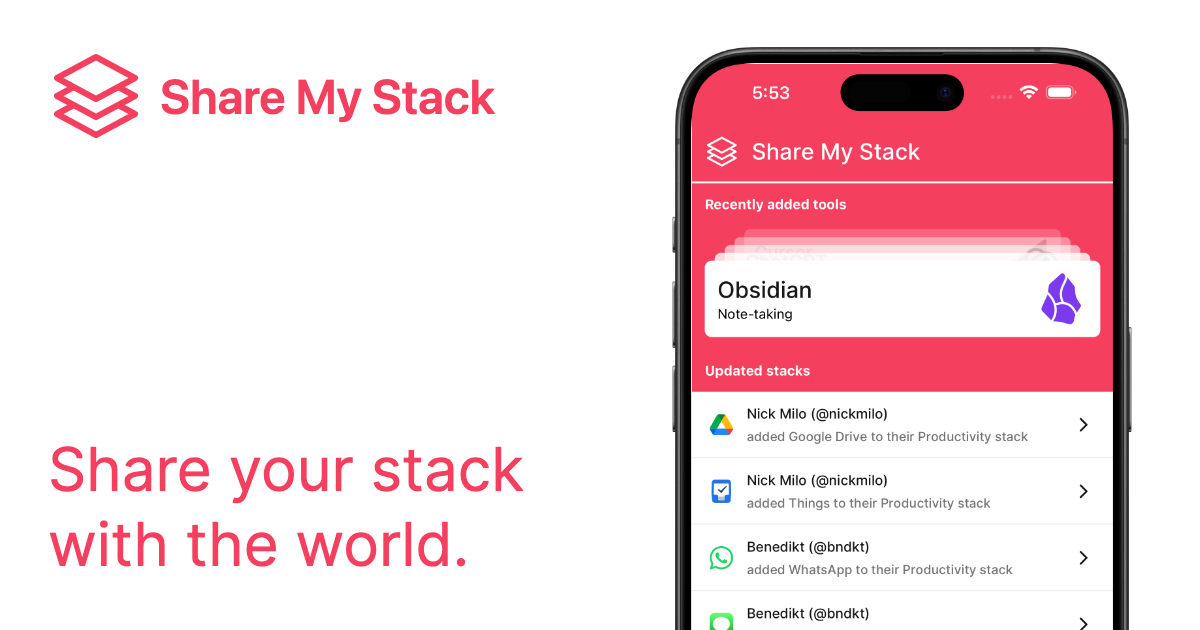 Share My Stack
Share your stack
with the world.
5:53
Share My Stack
Recently added tools
Cursor
ChatGPT
Obsidian
Note-taking
Updated stacks
Nick Milo (@nickmilo)
added Google Drive to their Productivity stack
Nick Milo (@nickmilo)
added Things to their Productivity stack
Benedikt (@bndkt)
added WhatsApp to their Productivity stack
Benedikt (@bndkt)